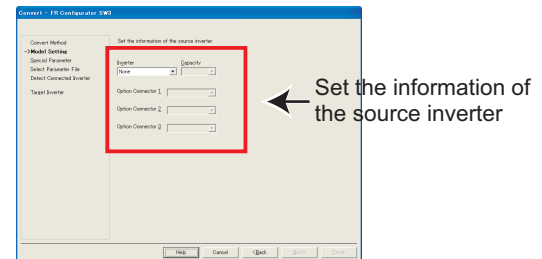 Convert - FR Configurator SW3
Convert Method
->Model Setting
Special Parameter
Select Parameter File
Detect Connected Inverter
Target Inverter
Set the information of the source inverter.
Inverter Capacity
None
Option Connector 1
Option Connector 2
Option Connector 3
Set the information of
the source inverter
Help Cancel <Back